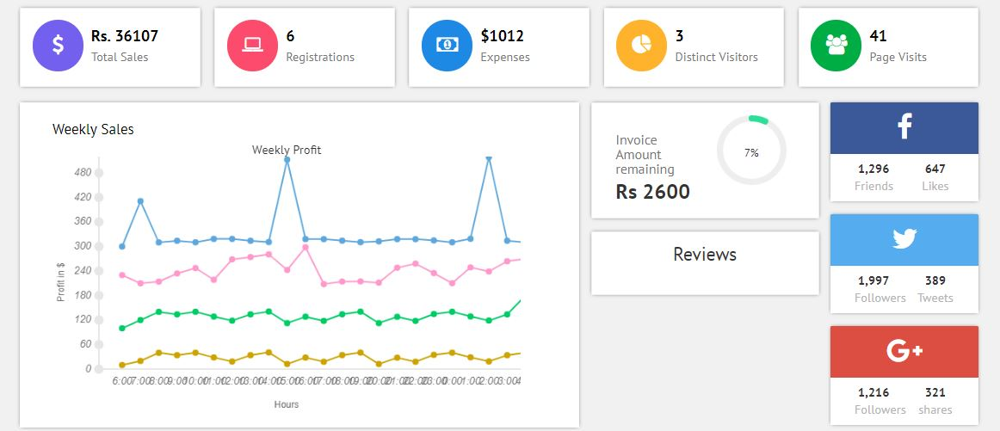 $
Rs. 36107
Total Sales
6
Registrations
1
$1012
Expenses
3
Distinct Visitors
41
Page Visits
Weekly Sales
Weekly Profit
480
420
360
300
240
180
120
60
0
Profit in $
6:00 7:00 8:00 9:00 10:00 11:00 12:00 13:00 14:00 15:00 16:00 17:00 18:00 19:00 20:00 21:00 22:00 23:00 0:00 1:00 2:00 3:00 4
Hours
Invoice
Amount
remaining
Rs 2600
7%
Reviews
f
1,296 647
Friends Likes
1,997 389
Followers Tweets
G+
1,216 321
Followers shares